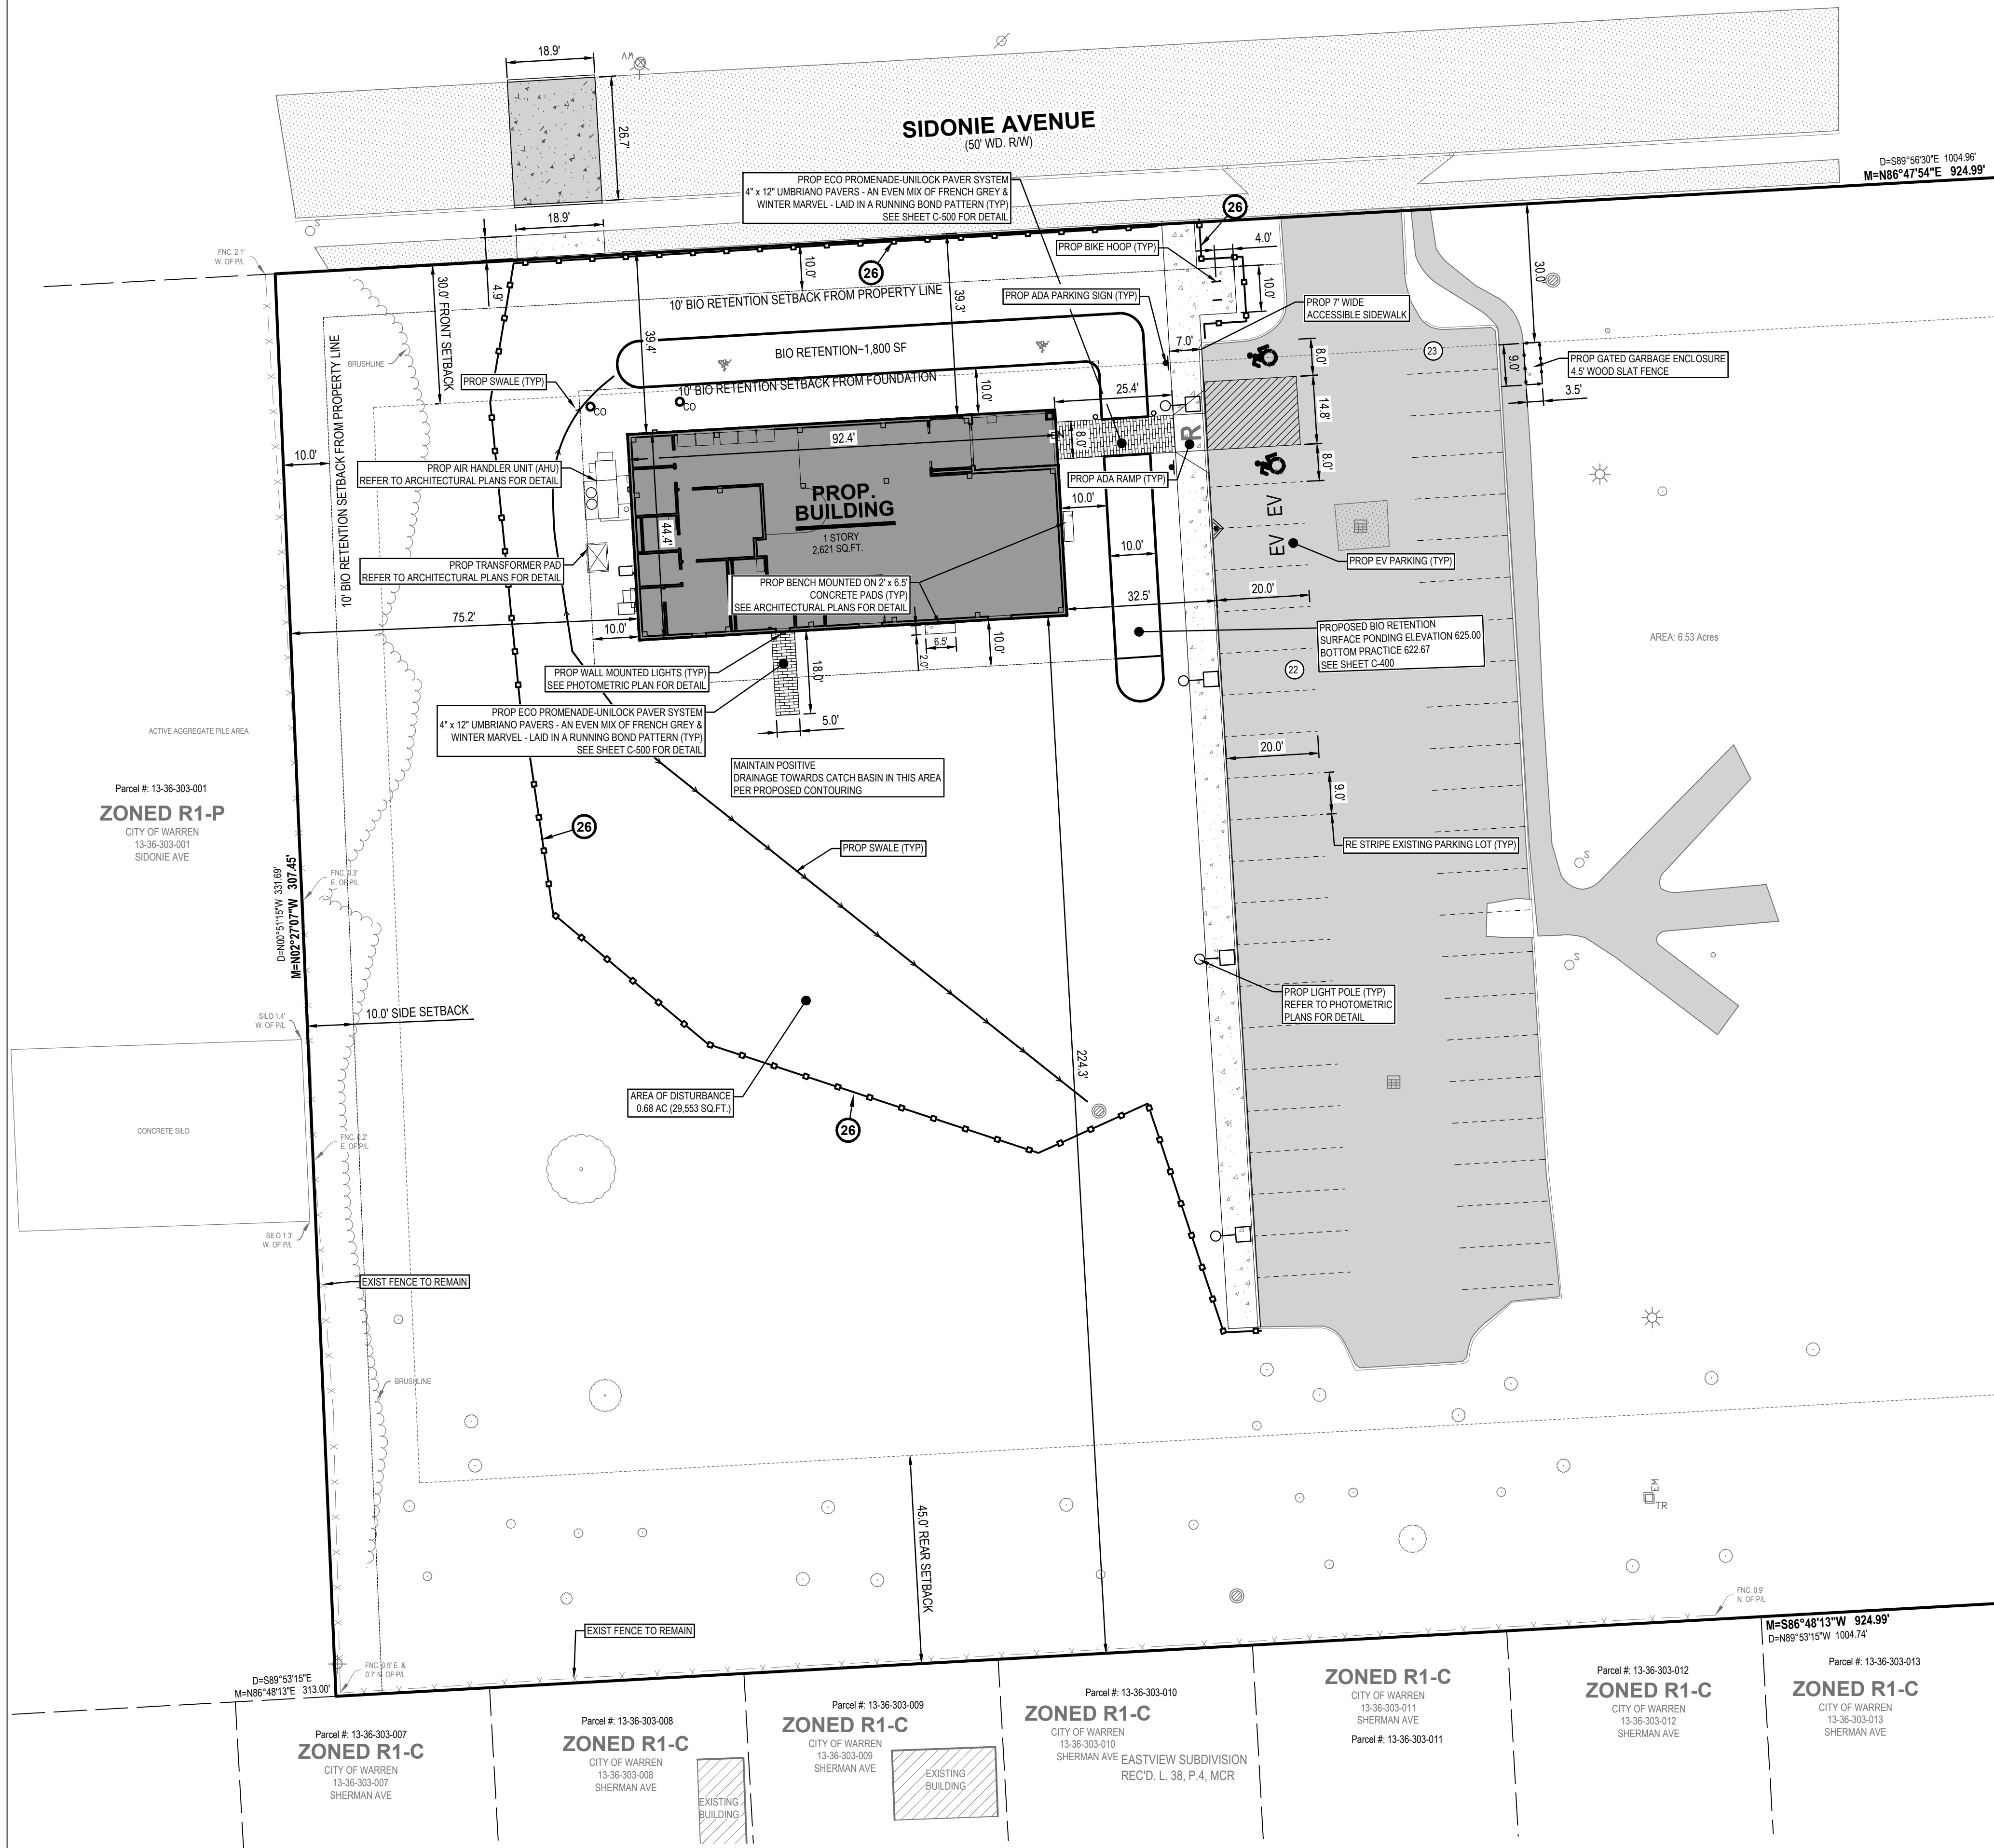 18.9'
26.7'
SIDONIE AVENUE
(50' WD. R/W)
D=S89°56'30"E 1004.96'
M=N86°47'54"E 924.99'
PROP ECO PROMENADE-UNILOCK PAVER SYSTEM
4" x 12" UMBRIANO PAVERS - AN EVEN MIX OF FRENCH GREY &
WINTER MARVEL - LAID IN A RUNNING BOND PATTERN (TYP)
SEE SHEET C-500 FOR DETAIL
S
18.9'
26
FNC. 2.1'
W. OF P/L
4.9'
30.0' FRONT SETBACK
10.0'
26
PROP BIKE HOOP (TYP)
4.0'
10.0'
30.0'
10' BIO RETENTION SETBACK FROM PROPERTY LINE
39.4'
39.3'
PROP ADA PARKING SIGN (TYP)
PROP 7' WIDE
ACCESSIBLE SIDEWALK
7.0'
BRUSHLINE
10' BIO RETENTION SETBACK FROM PROPERTY LINE
BIO RETENTION~1,800 SF
8.0'
23
9.0'
PROP GATED GARBAGE ENCLOSURE
4.5' WOOD SLAT FENCE
3.5'
PROP SWALE (TYP)
10' BIO RETENTION SETBACK FROM FOUNDATION
CO
CO
10.0'
25.4'
14.8'
92.4'
8.0'
R
8.0'
10.0'
PROP AIR HANDLER UNIT (AHU)
REFER TO ARCHITECTURAL PLANS FOR DETAIL
PROP.
BUILDING
1 STORY
2,621 SQ.FT.
PROP ADA RAMP (TYP)
10.0'
EV
EV
44.4'
10.0'
PROP EV PARKING (TYP)
PROP TRANSFORMER PAD
REFER TO ARCHITECTURAL PLANS FOR DETAIL
PROP BENCH MOUNTED ON 2' x 6.5'
CONCRETE PADS (TYP)
SEE ARCHITECTURAL PLANS FOR DETAIL
32.5'
20.0'
75.2'
10.0'
6.5'
2.0'
10.0'
PROPOSED BIO RETENTION
SURFACE PONDING ELEVATION 625.00
BOTTOM PRACTICE 622.67
SEE SHEET C-400
AREA: 6.53 Acres
PROP WALL MOUNTED LIGHTS (TYP)
SEE PHOTOMETRIC PLAN FOR DETAIL
18.0'
22
PROP ECO PROMENADE-UNILOCK PAVER SYSTEM
4" x 12" UMBRIANO PAVERS - AN EVEN MIX OF FRENCH GREY &
WINTER MARVEL - LAID IN A RUNNING BOND PATTERN (TYP)
SEE SHEET C-500 FOR DETAIL
5.0'
ACTIVE AGGREGATE PILE AREA
20.0'
MAINTAIN POSITIVE
DRAINAGE TOWARDS CATCH BASIN IN THIS AREA
PER PROPOSED CONTOURING
9.0'
Parcel #: 13-36-303-001
ZONED R1-P
CITY OF WARREN
13-36-303-001
SIDONIE AVE
26
PROP SWALE (TYP)
RE STRIPE EXISTING PARKING LOT (TYP)
S
FNC. 0.3'
E. OF P/L
D=N00°51'15"W 331.69'
M=N02°27'07"W 307.45'
S
PROP LIGHT POLE (TYP)
REFER TO PHOTOMETRIC
PLANS FOR DETAIL
10.0' SIDE SETBACK
SILO 1.4'
W. OF P/L
224.3'
AREA OF DISTURBANCE
0.68 AC (29,553 SQ.FT.)
26
CONCRETE SILO
FNC. 0.2'
E. OF P/L
SILO 1.3'
W. OF P/L
EXIST FENCE TO REMAIN
BRUSHLINE
EM
TR
45.0' REAR SETBACK
FNC. 0.9'
N. OF P/L
EXIST FENCE TO REMAIN
M=S86°48'13"W 924.99'
D=N89°53'15"W 1004.74'
FNC. 0.9' E. &
0.7' N. OF P/L
D=S89°53'15"E
M=N86°48'13"E 313.00'
Parcel #: 13-36-303-007
ZONED R1-C
CITY OF WARREN
13-36-303-007
SHERMAN AVE
Parcel #: 13-36-303-008
ZONED R1-C
CITY OF WARREN
13-36-303-008
SHERMAN AVE
EXISTING
BUILDING
Parcel #: 13-36-303-009
ZONED R1-C
CITY OF WARREN
13-36-303-009
SHERMAN AVE
EXISTING
BUILDING
Parcel #: 13-36-303-010
ZONED R1-C
CITY OF WARREN
13-36-303-010
SHERMAN AVE
EASTVIEW SUBDIVISION
REC'D. L. 38, P.4, MCR
ZONED R1-C
CITY OF WARREN
13-36-303-011
SHERMAN AVE
Parcel #: 13-36-303-011
Parcel #: 13-36-303-012
ZONED R1-C
CITY OF WARREN
13-36-303-012
SHERMAN AVE
Parcel #: 13-36-303-013
ZONED R1-C
CITY OF WARREN
13-36-303-013
SHERMAN AVE